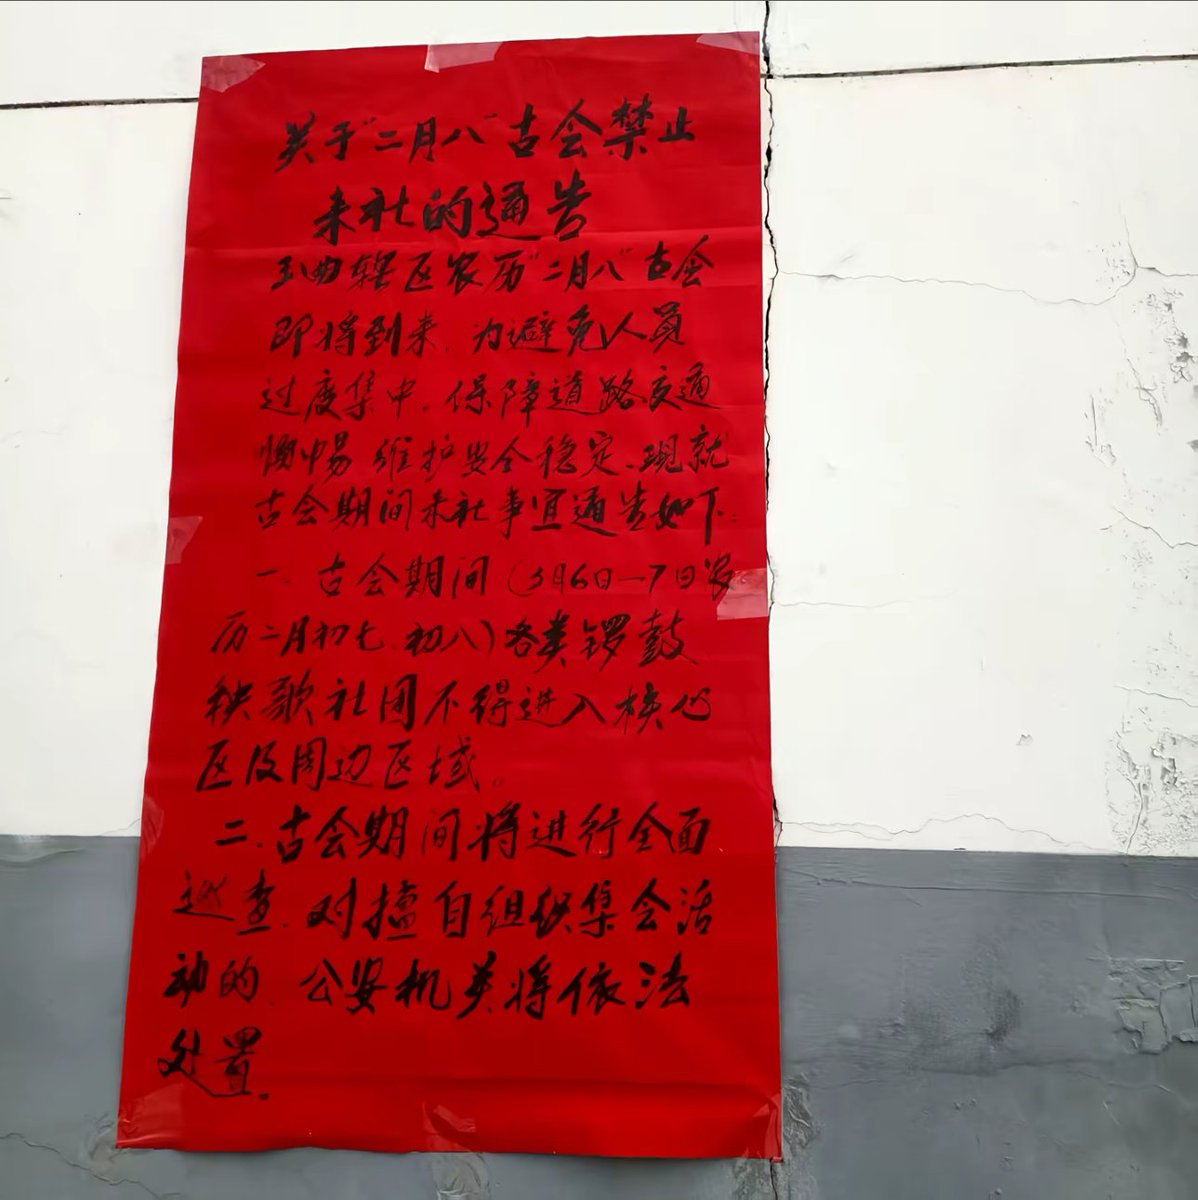 关于“二月八”古会禁止
来社的通告
王曲辖区农历“二月八”古会
即将到来，为避免人员
过度集中，保障道路交通
顺畅 维护安全稳定、现就
古会期间来社事宜通告如下：
一、古会期间（3月6日—7日农
历二月初七、初八）各类锣鼓、
秧歌社团不得进入核心
区及周边区域。
二、古会期间将进行全面
巡查，对擅自组织集会活
动的，公安机关将依法
处置。